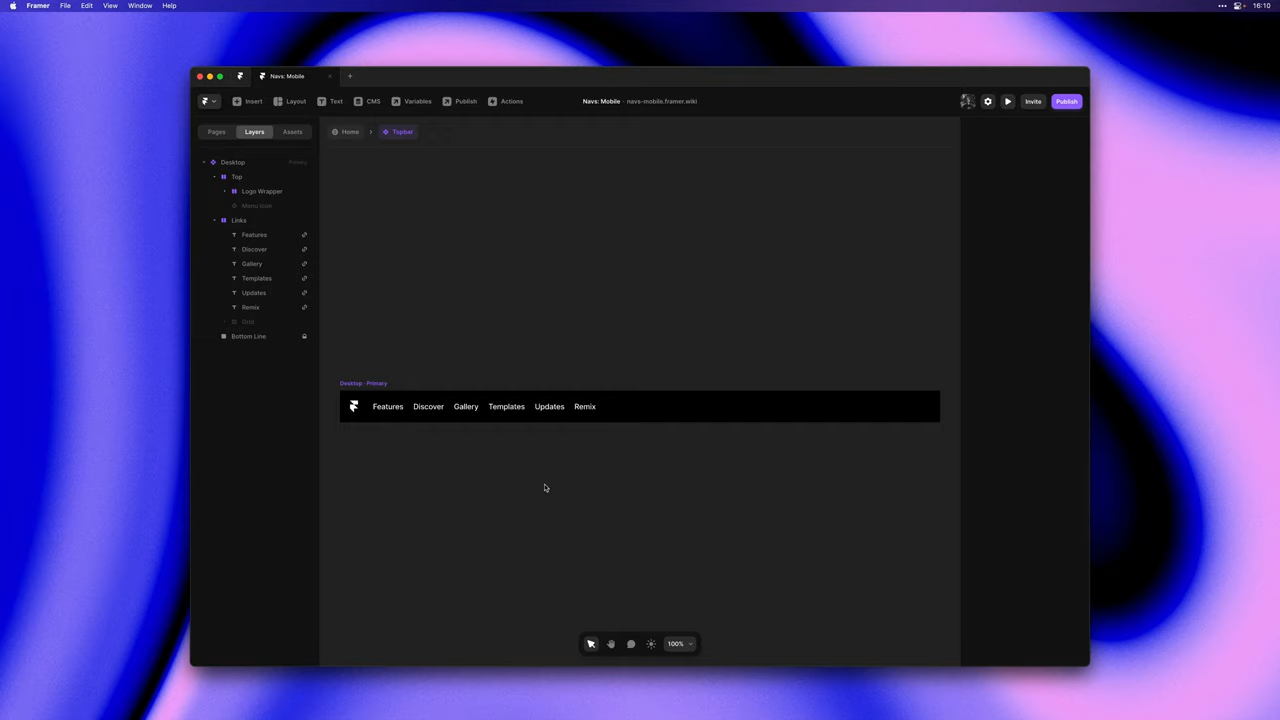 Framer File Edit View Window Help 16:10
Navs: Mobile
Insert Layout Text CMS Variables Publish Actions Navs: Mobile · navs-mobile.framer.wiki Invite Publish
Pages Layers Assets Home Topbar
Desktop Primary
Top
Logo Wrapper
Menu Icon
Links
Features
Discover
Gallery
Templates
Updates
Remix
Grid
Bottom Line
Desktop · Primary
Features Discover Gallery Templates Updates Remix
100%